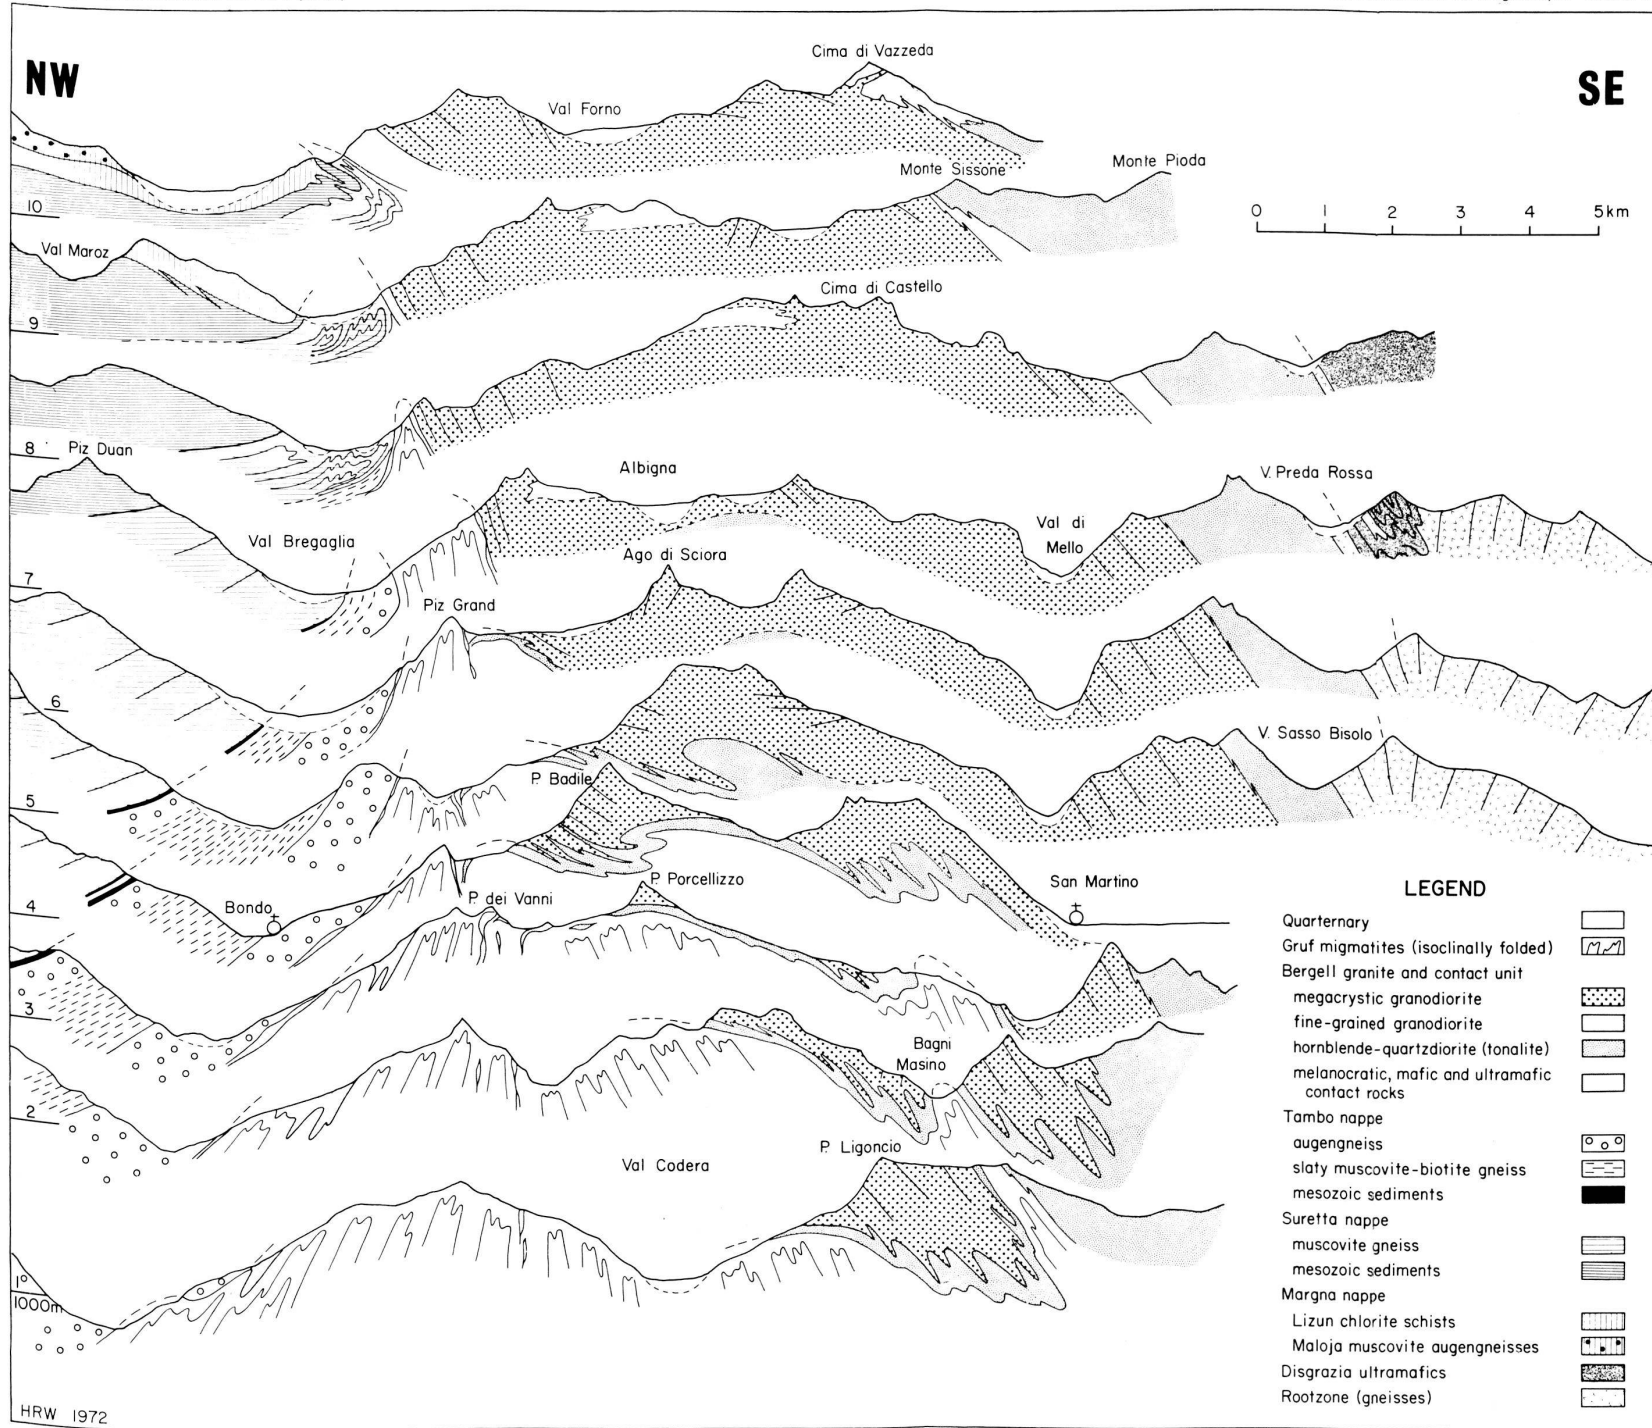 NW
SE
Cima di Vazzeda
Val Forno
Monte Sissone
Monte Pioda
0 1 2 3 4 5km
10
Val Maroz
Cima di Castello
9
8
Piz Duan
Albigna
V. Preda Rossa
Val Bregaglia
Val di
Mello
Ago di Sciora
7
Piz Grand
6
V. Sasso Bisolo
P. Badile
5
P. Porcellizzo
San Martino
P. dei Vanni
Bondo
4
3
Bagni
Masino
2
P. Ligoncio
Val Codera
1°
1000m
LEGEND
Quarternary
Gruf migmatites (isoclinally folded)
Bergell granite and contact unit
megacrystic granodiorite
fine-grained granodiorite
hornblende-quartzdiorite (tonalite)
melanocratic, mafic and ultramafic
contact rocks
Tambo nappe
augengneiss
slaty muscovite-biotite gneiss
mesozoic sediments
Suretta nappe
muscovite gneiss
mesozoic sediments
Margna nappe
Lizun chlorite schists
Maloja muscovite augengneisses
Disgrazia ultramafics
Rootzone (gneisses)
HRW 1972